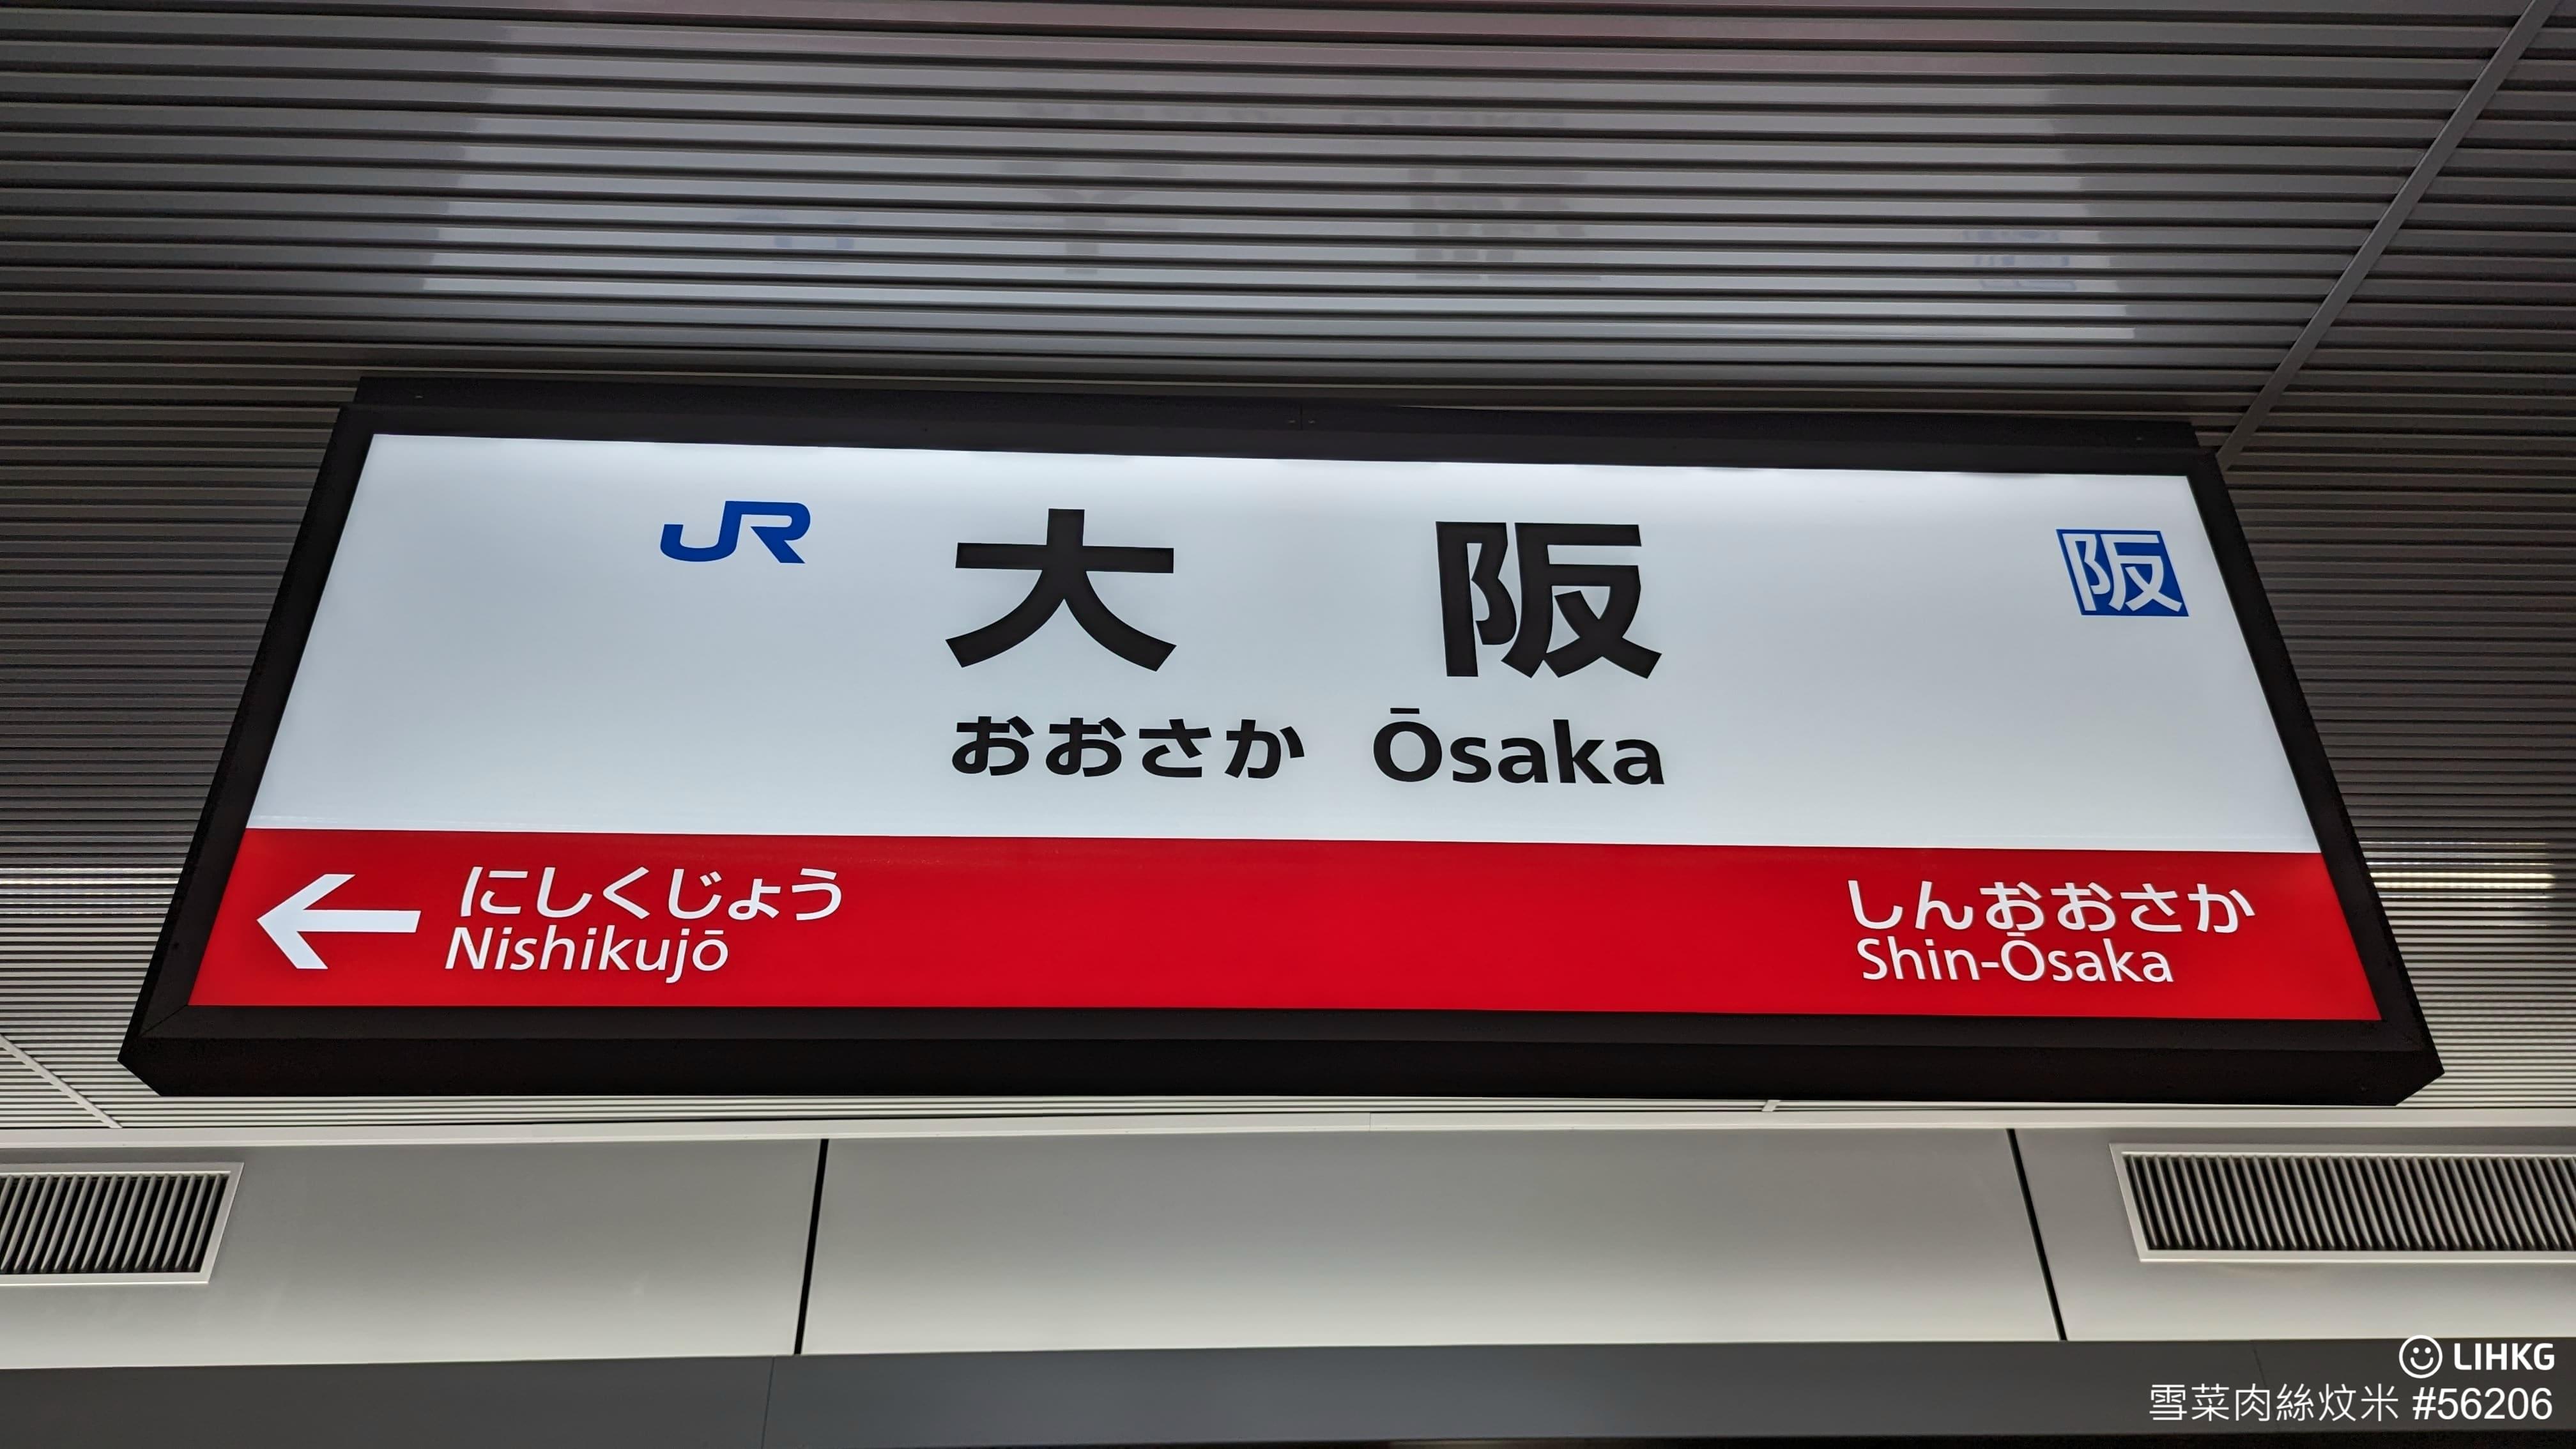 JR 大阪 阪
おおさか Ōsaka
← にしくじょう しんおおさか
Nishikujō Shin-Ōsaka
LIHKG
雪菜肉絲炆米 #56206